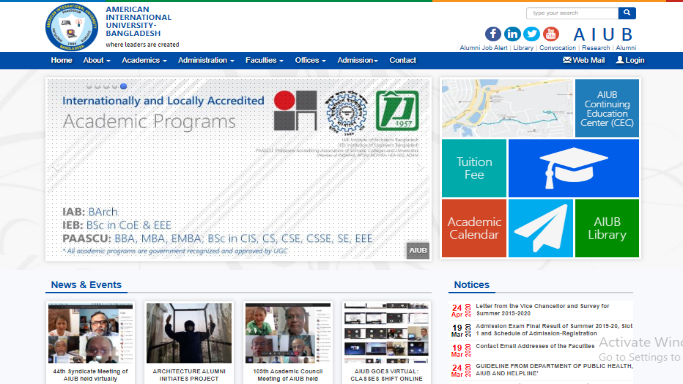 AMERICAN
INTERNATIONAL
UNIVERSITY-
BANGLADESH
where leaders are created
type your search
AIUB
Alumni Job Alert | Library | Convocation | Research | Alumni
Home About Academics Administration Faculties Offices Admission Contact Web Mail Login
Internationally and Locally Accredited
Academic Programs
1957
IAB: BArch
IEB: BSc in CoE & EEE
PAASCU: BBA, MBA, EMBA, BSc in CIS, CS, CSE, CSSE, SE, EEE
* All academic programs are government recognized and approved by UGC
AIUB
AIUB
Continuing
Education
Center (CEC)
Tuition
Fee
Academic
Calendar
AIUB
Library
News & Events
44th Syndicate Meeting of
AIUB held virtually
ARCHITECTURE ALUMNI
INITIATES PROJECT
105th Academic Council
Meeting of AIUB held
AIUB GOES VIRTUAL:
CLASSES SHIFT ONLINE
Notices
24 Apr 2020
Letter from the Vice Chancellor and Survey for
Summer 2019-2020
19 Mar 2020
Admission Exam Final Result of Summer 2019-20, Slot
1 and Schedule of Admission-Registration
19 Mar 2020
Contact Email Addresses of the Faculties
24 Mar 2020
GUIDELINE FROM DEPARTMENT OF PUBLIC HEALTH,
AIUB AND HELPLINE*
Activate Win
Go to Settings to